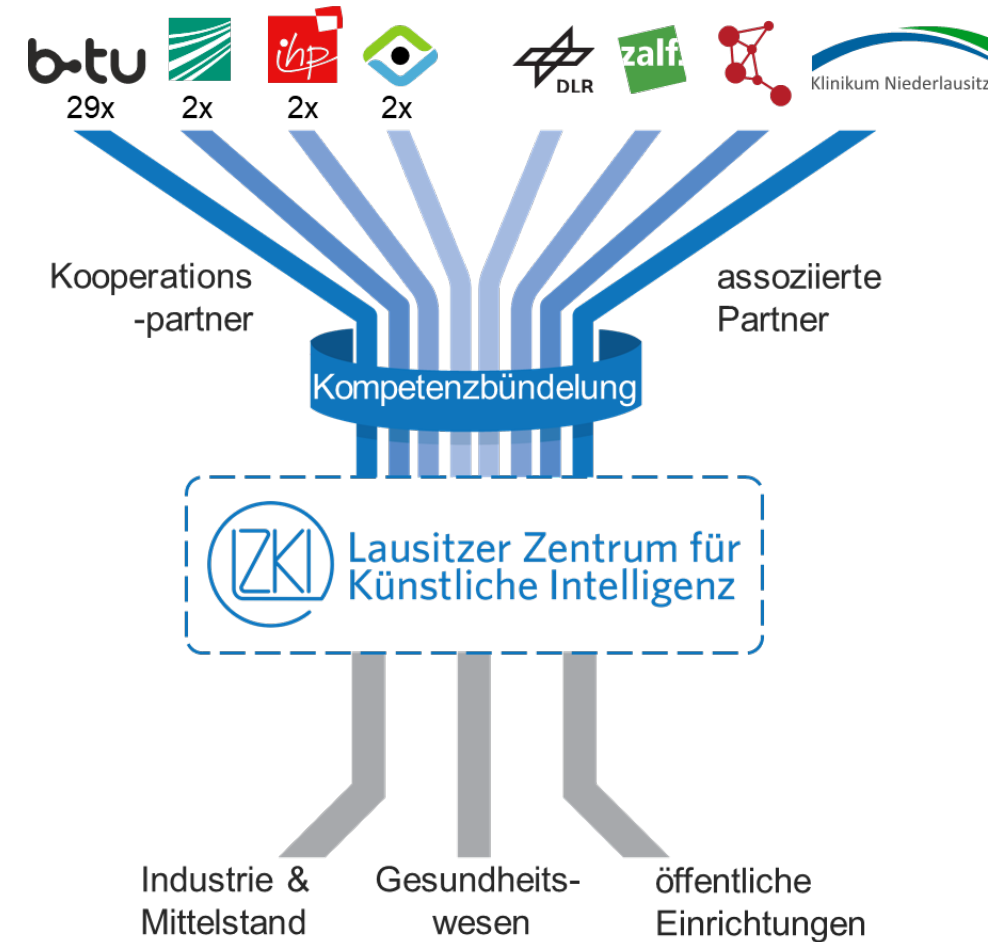 b-tu
ihp
DLR
zalf.
Klinikum Niederlausitz
29x
2x
2x
2x
Kooperations
-partner
assoziierte
Partner
Kompetenzbündelung
LZKI
Lausitzer Zentrum für
Künstliche Intelligenz
Industrie &
Mittelstand
Gesundheits-
wesen
öffentliche
Einrichtungen